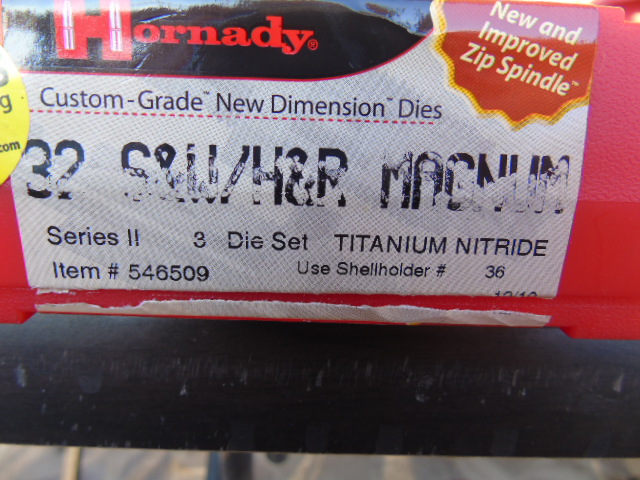 Hornady®
New and
Improved
Zip Spindle™
Custom-Grade™ New Dimension™ Dies
32 S&W/H&R MAGNUM
Series II 3 Die Set TITANIUM NITRIDE
Item # 546509 Use Shellholder # 36